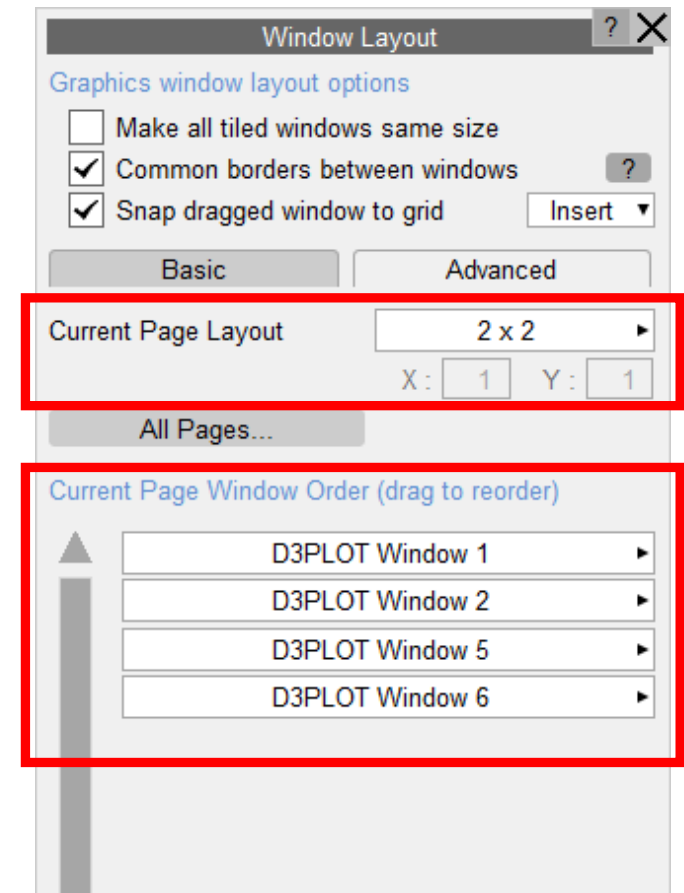 Window Layout ?
Graphics window layout options
Make all tiled windows same size
Common borders between windows ?
Snap dragged window to grid Insert
Basic Advanced
Current Page Layout 2 x 2
X : 1 Y : 1
All Pages...
Current Page Window Order (drag to reorder)
D3PLOT Window 1
D3PLOT Window 2
D3PLOT Window 5
D3PLOT Window 6